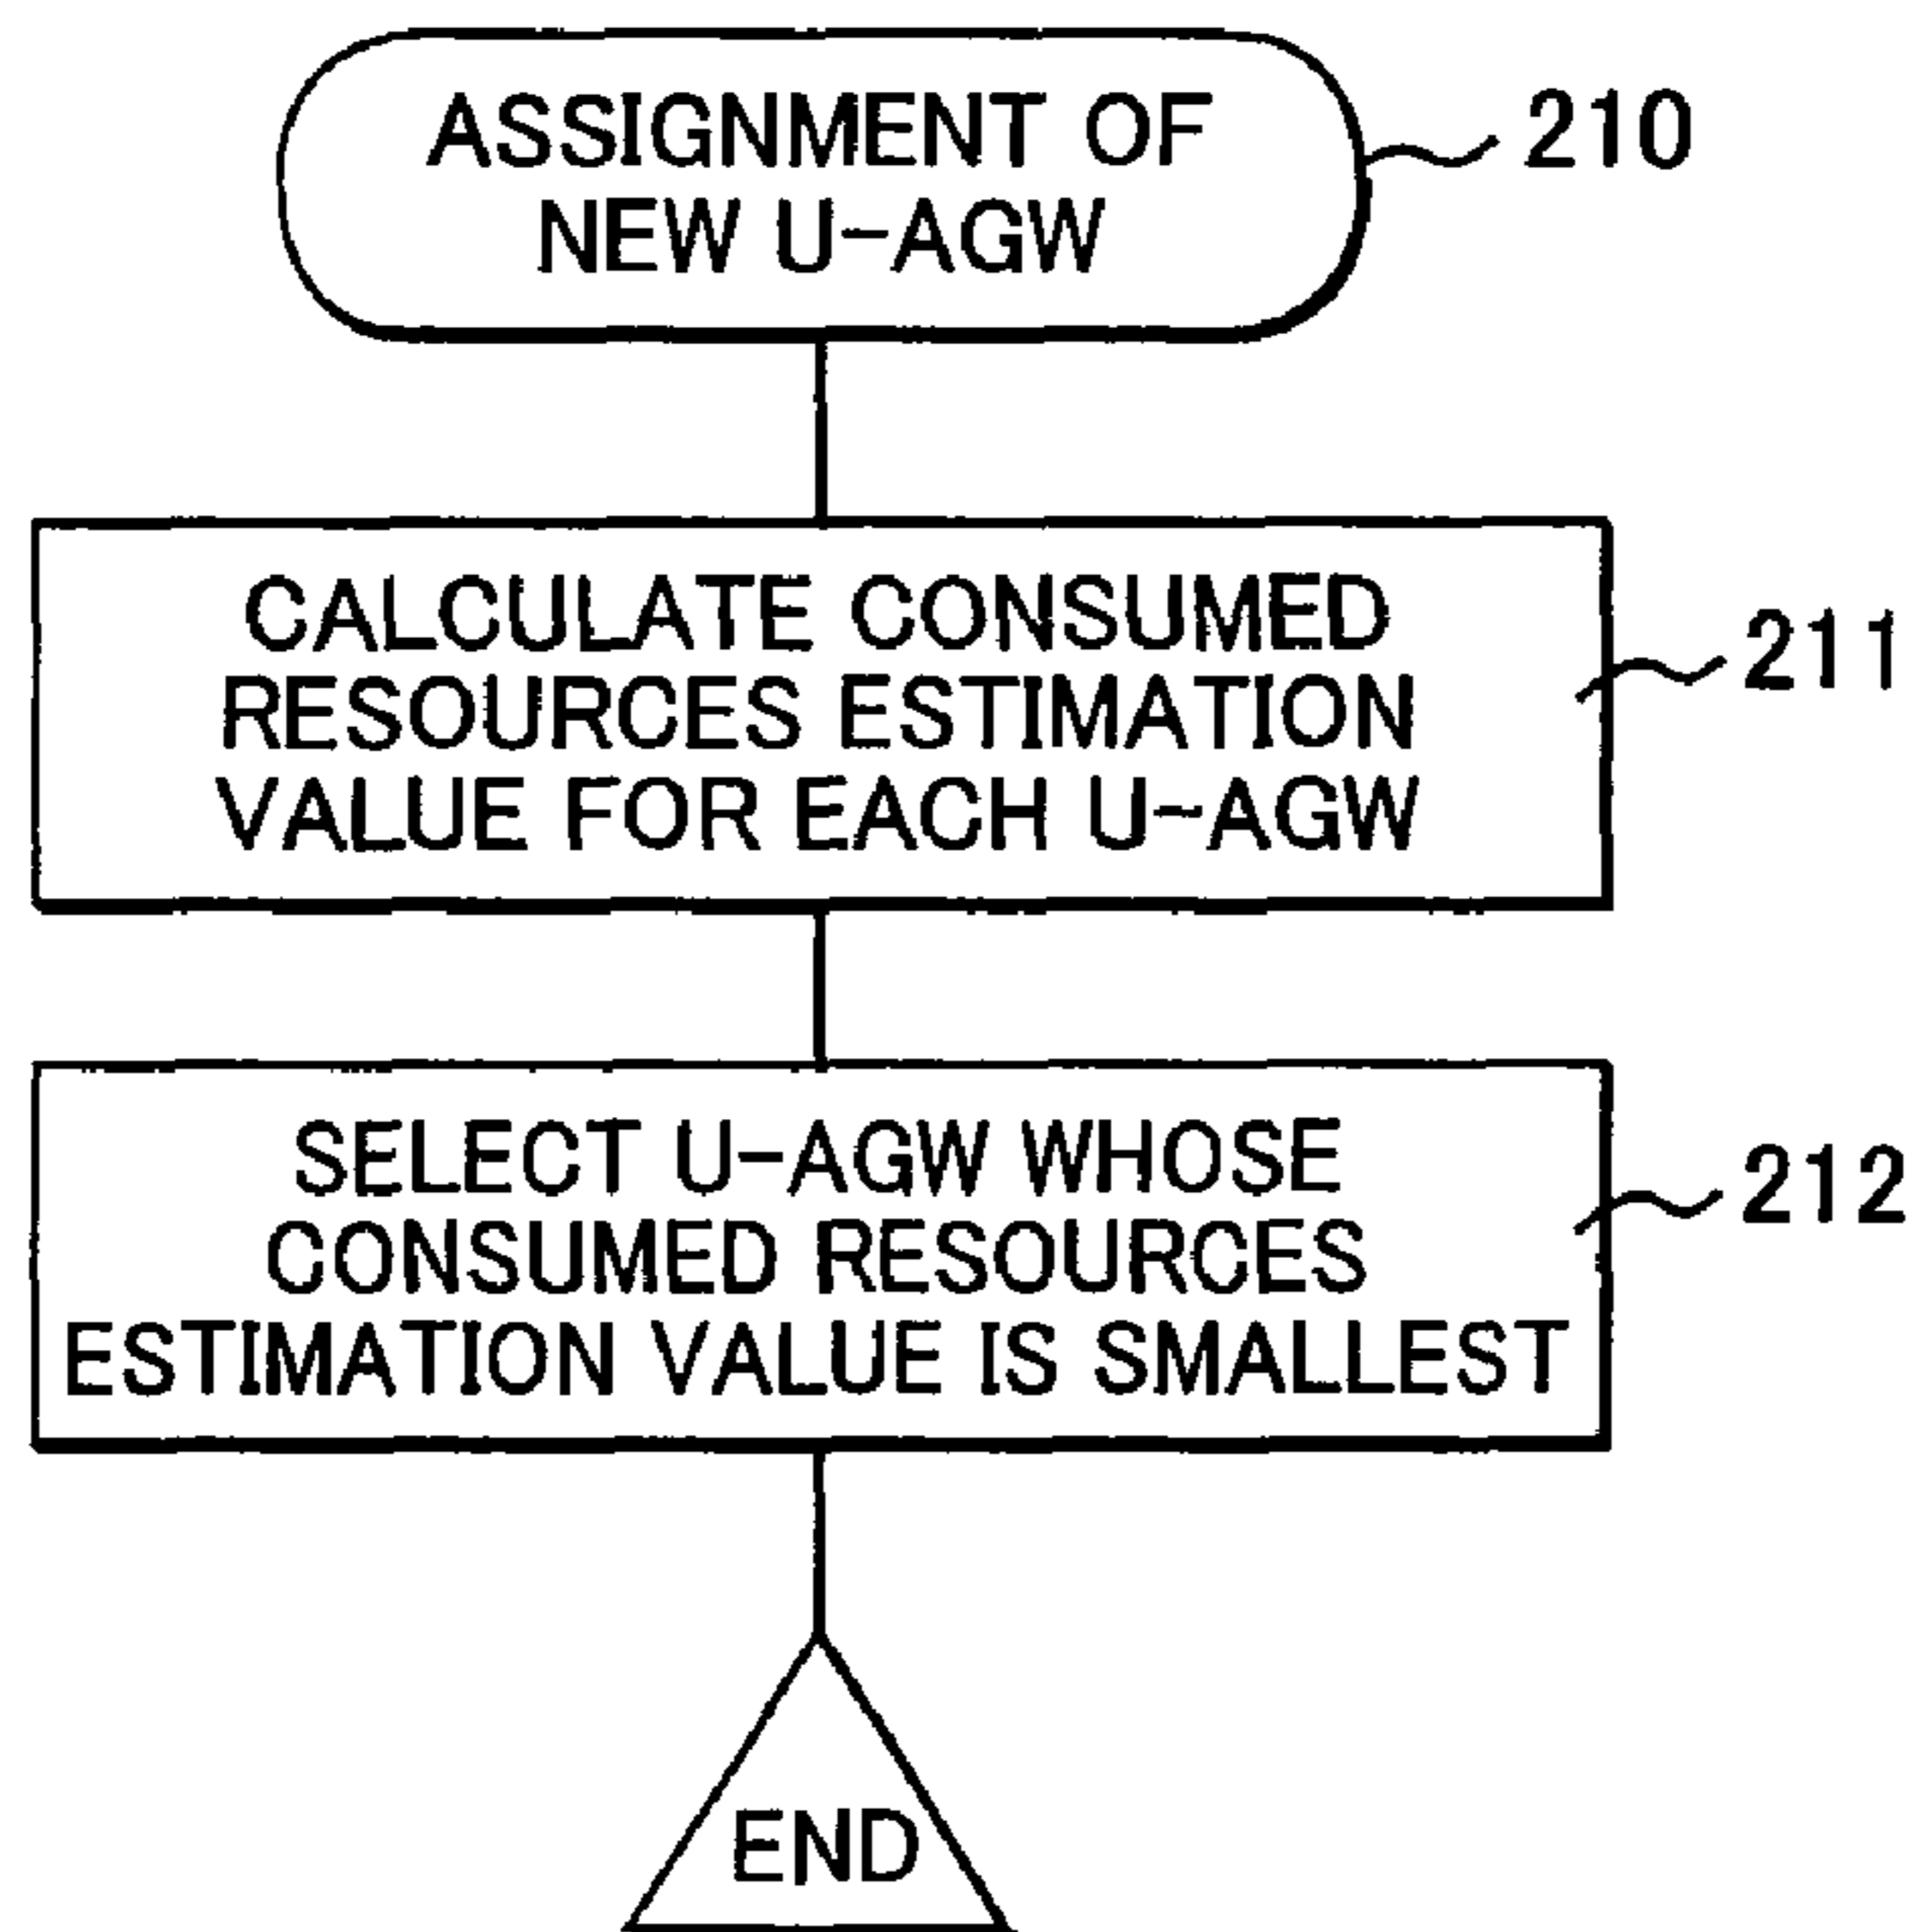 ASSIGNMENT OF
NEW U-AGW
210
CALCULATE CONSUMED
RESOURCES ESTIMATION
VALUE FOR EACH U-AGW
211
SELECT U-AGW WHOSE
CONSUMED RESOURCES
ESTIMATION VALUE IS SMALLEST
212
END